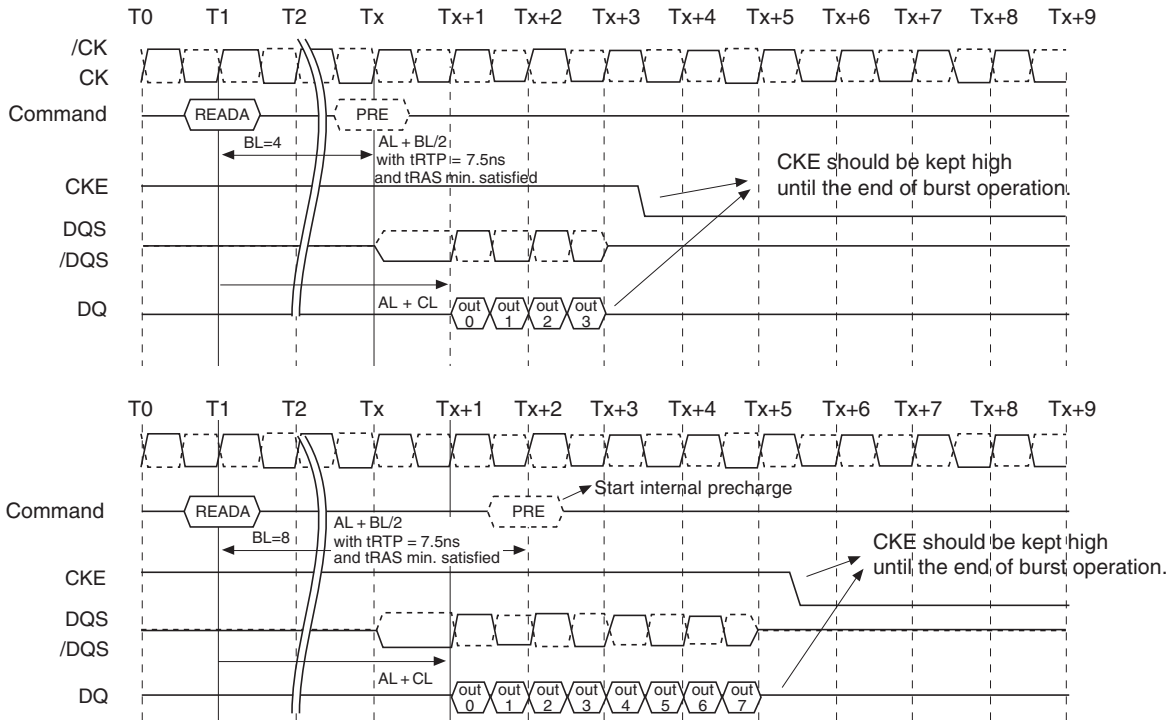 T0 T1 T2 Tx Tx+1 Tx+2 Tx+3 Tx+4 Tx+5 Tx+6 Tx+7 Tx+8 Tx+9
/CK
CK
Command READA PRE
BL=4 AL + BL/2
with tRTP = 7.5ns
and tRAS min. satisfied
CKE should be kept high
until the end of burst operation.
CKE
DQS
/DQS
AL + CL
DQ out 0 out 1 out 2 out 3
T0 T1 T2 Tx Tx+1 Tx+2 Tx+3 Tx+4 Tx+5 Tx+6 Tx+7 Tx+8 Tx+9
Start internal precharge
Command READA PRE
BL=8 AL + BL/2
with tRTP = 7.5ns
and tRAS min. satisfied
CKE should be kept high
until the end of burst operation.
CKE
DQS
/DQS
AL + CL
DQ out 0 out 1 out 2 out 3 out 4 out 5 out 6 out 7